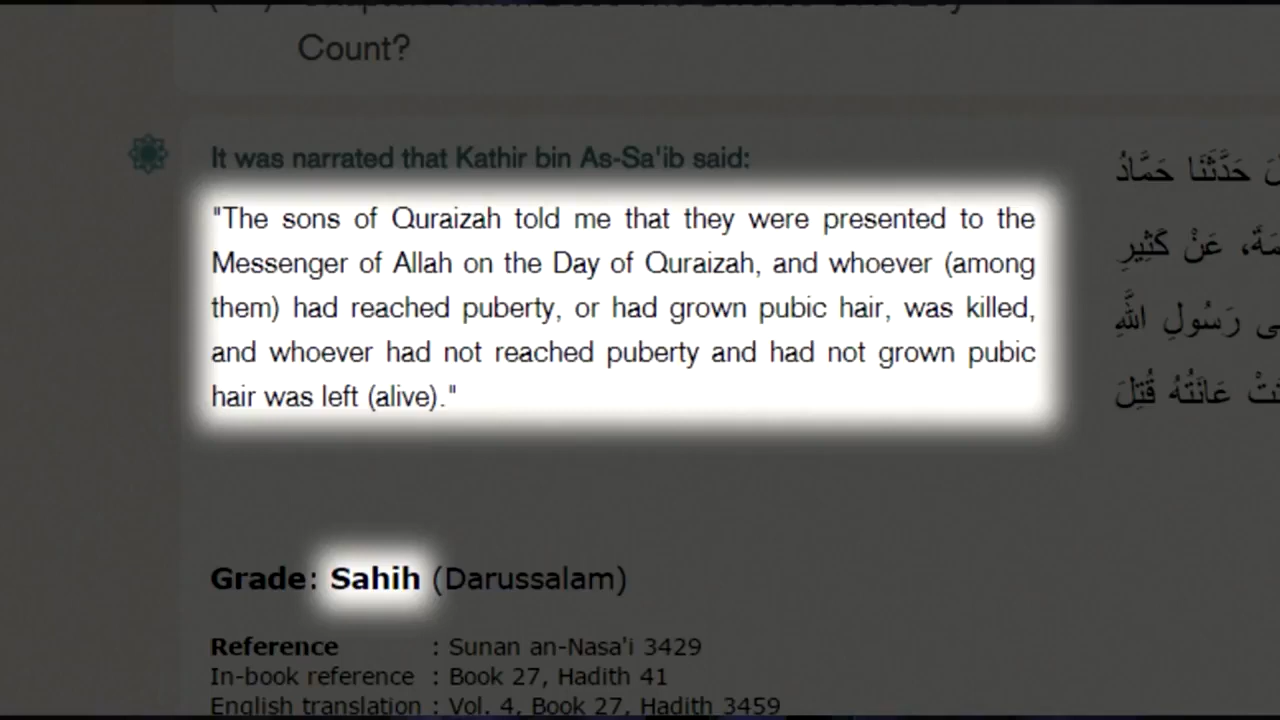 Count?
It was narrated that Kathir bin As-Sa'ib said:
"The sons of Quraizah told me that they were presented to the
Messenger of Allah on the Day of Quraizah, and whoever (among
them) had reached puberty, or had grown pubic hair, was killed,
and whoever had not reached puberty and had not grown pubic
hair was left (alive)."
حَدَّثَنَا حَمَّادُ
عَنْ كَثِيرِ
رَسُولِ اللَّهِ
عَانَتُهُ قُتِلَ
Grade: Sahih (Darussalam)
Reference : Sunan an-Nasa'i 3429
In-book reference : Book 27, Hadith 41
English translation : Vol. 4, Book 27, Hadith 3459